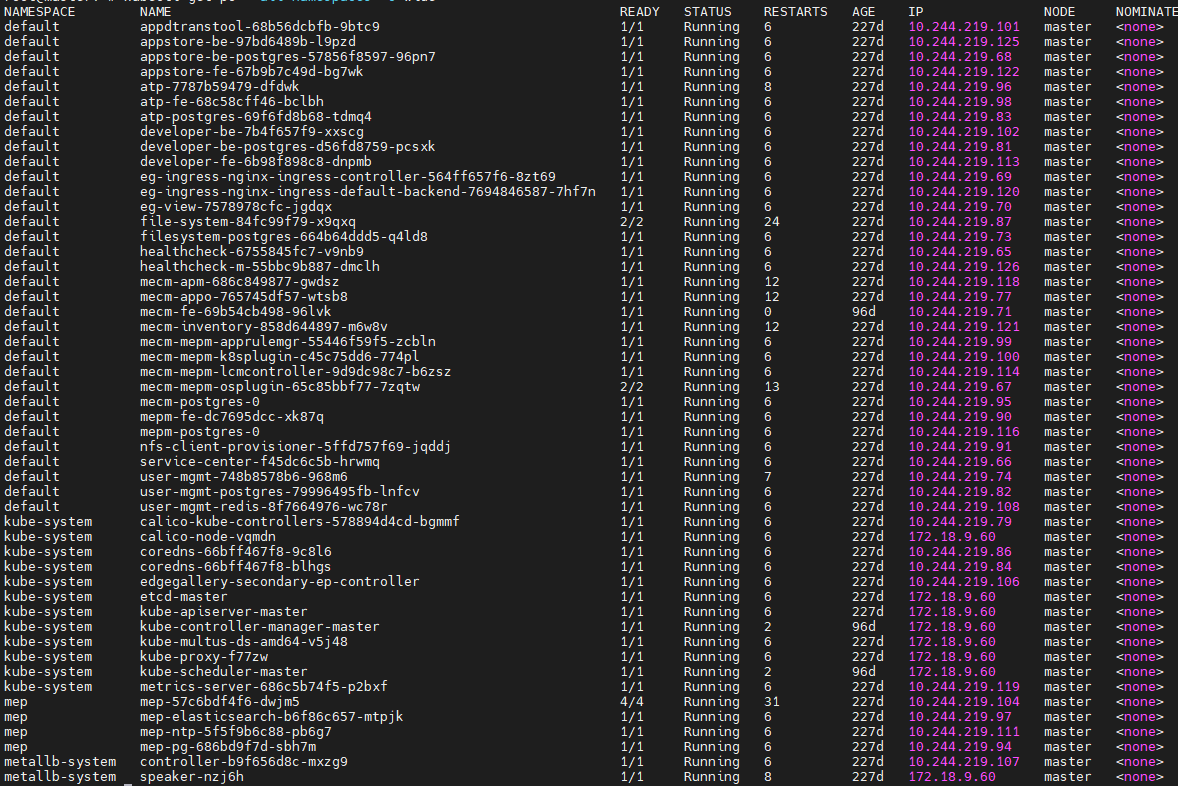 NAMESPACE NAME READY STATUS RESTARTS AGE IP NODE NOMINATE
default appdtranstool-68b56dcbfb-9btc9 1/1 Running 6 227d 10.244.219.101 master <none>
default appstore-be-97bd6489b-l9pzd 1/1 Running 6 227d 10.244.219.125 master <none>
default appstore-be-postgres-57856f8597-96pn7 1/1 Running 6 227d 10.244.219.68 master <none>
default appstore-fe-67b9b7c49d-bg7wk 1/1 Running 6 227d 10.244.219.122 master <none>
default atp-7787b59479-dfdwk 1/1 Running 8 227d 10.244.219.96 master <none>
default atp-fe-68c58cff46-bclbh 1/1 Running 6 227d 10.244.219.98 master <none>
default atp-postgres-69f6fd8b68-tdmq4 1/1 Running 6 227d 10.244.219.83 master <none>
default developer-be-7b4f657f9-xxscg 1/1 Running 6 227d 10.244.219.102 master <none>
default developer-be-postgres-d56fd8759-pcsxk 1/1 Running 6 227d 10.244.219.81 master <none>
default developer-fe-6b98f898c8-dnpmb 1/1 Running 6 227d 10.244.219.113 master <none>
default eg-ingress-nginx-ingress-controller-564ff657f6-8zt69 1/1 Running 6 227d 10.244.219.69 master <none>
default eg-ingress-nginx-ingress-default-backend-7694846587-7hf7n 1/1 Running 6 227d 10.244.219.120 master <none>
default eg-view-7578978cfc-jgdqx 1/1 Running 6 227d 10.244.219.70 master <none>
default file-system-84fc99f79-x9qxq 2/2 Running 24 227d 10.244.219.87 master <none>
default filesystem-postgres-664b64ddd5-q4ld8 1/1 Running 6 227d 10.244.219.73 master <none>
default healthcheck-6755845fc7-v9nb9 1/1 Running 6 227d 10.244.219.65 master <none>
default healthcheck-m-55bbc9b887-dmclh 1/1 Running 6 227d 10.244.219.126 master <none>
default mecm-apm-686c849877-gwdsz 1/1 Running 12 227d 10.244.219.118 master <none>
default mecm-appo-765745df57-wtsb8 1/1 Running 12 227d 10.244.219.77 master <none>
default mecm-fe-69b54cb498-96lvk 1/1 Running 0 96d 10.244.219.71 master <none>
default mecm-inventory-858d644897-m6w8v 1/1 Running 12 227d 10.244.219.121 master <none>
default mecm-mepm-apprulemgr-55446f59f5-zcbln 1/1 Running 6 227d 10.244.219.99 master <none>
default mecm-mepm-k8splugin-c45c75dd6-774pl 1/1 Running 6 227d 10.244.219.100 master <none>
default mecm-mepm-lcmcontroller-9d9dc98c7-b6zsz 1/1 Running 6 227d 10.244.219.114 master <none>
default mecm-mepm-osplugin-65c85bbf77-7zqtw 2/2 Running 13 227d 10.244.219.67 master <none>
default mecm-postgres-0 1/1 Running 6 227d 10.244.219.95 master <none>
default mepm-fe-dc7695dcc-xk87q 1/1 Running 6 227d 10.244.219.90 master <none>
default mepm-postgres-0 1/1 Running 6 227d 10.244.219.116 master <none>
default nfs-client-provisioner-5ffd757f69-jqddj 1/1 Running 6 227d 10.244.219.91 master <none>
default service-center-f45dc6c5b-hrwmq 1/1 Running 6 227d 10.244.219.66 master <none>
default user-mgmt-748b8578b6-968m6 1/1 Running 7 227d 10.244.219.74 master <none>
default user-mgmt-postgres-79996495fb-lnfcv 1/1 Running 6 227d 10.244.219.82 master <none>
default user-mgmt-redis-8f7664976-wc78r 1/1 Running 6 227d 10.244.219.108 master <none>
kube-system calico-kube-controllers-578894d4cd-bgmmf 1/1 Running 6 227d 10.244.219.79 master <none>
kube-system calico-node-vqmdn 1/1 Running 6 227d 172.18.9.60 master <none>
kube-system coredns-66bff467f8-9c8l6 1/1 Running 6 227d 10.244.219.86 master <none>
kube-system coredns-66bff467f8-blhgs 1/1 Running 6 227d 10.244.219.84 master <none>
kube-system edgegallery-secondary-ep-controller 1/1 Running 6 227d 10.244.219.106 master <none>
kube-system etcd-master 1/1 Running 6 227d 172.18.9.60 master <none>
kube-system kube-apiserver-master 1/1 Running 6 227d 172.18.9.60 master <none>
kube-system kube-controller-manager-master 1/1 Running 2 96d 172.18.9.60 master <none>
kube-system kube-multus-ds-amd64-v5j48 1/1 Running 6 227d 172.18.9.60 master <none>
kube-system kube-proxy-f77zw 1/1 Running 6 227d 172.18.9.60 master <none>
kube-system kube-scheduler-master 1/1 Running 2 96d 172.18.9.60 master <none>
kube-system metrics-server-686c5b74f5-p2bxf 1/1 Running 6 227d 10.244.219.119 master <none>
mep mep-57c6bdf4f6-dwjm5 4/4 Running 31 227d 10.244.219.104 master <none>
mep mep-elasticsearch-b6f86c657-mtpjk 1/1 Running 6 227d 10.244.219.97 master <none>
mep mep-ntp-5f5f9b6c88-pb6g7 1/1 Running 6 227d 10.244.219.111 master <none>
mep mep-pg-686bd9f7d-sbh7m 1/1 Running 6 227d 10.244.219.94 master <none>
metallb-system controller-b9f656d8c-mxzg9 1/1 Running 6 227d 10.244.219.107 master <none>
metallb-system speaker-nzj6h 1/1 Running 8 227d 172.18.9.60 master <none>